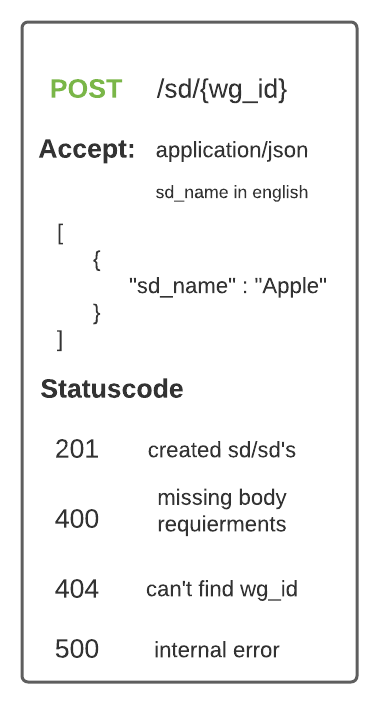 POST /sd/{wg_id}
Accept: application/json
sd_name in english
[
{
"sd_name" : "Apple"
}
]
Statuscode
201 created sd/sd's
400 missing body
requierments
404 can't find wg_id
500 internal error